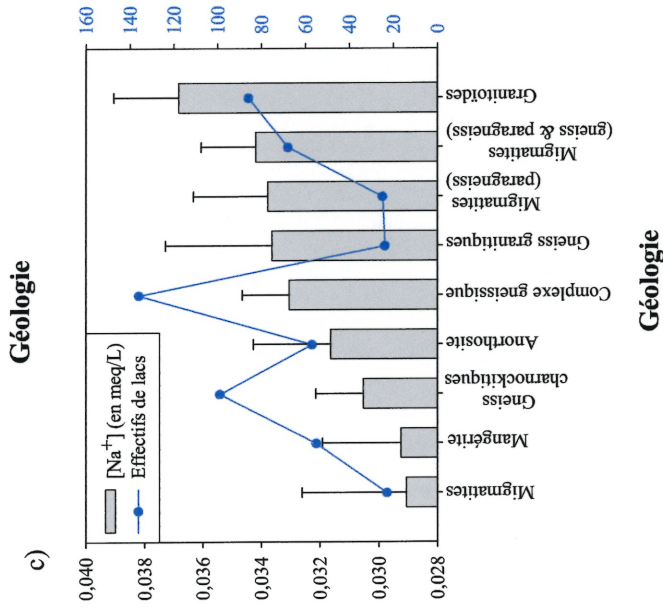 Géologie
c)
[Na⁺] (en meq/L)
Effectifs de lacs
0,040
0,038
0,036
0,034
0,032
0,030
0,028
160
140
120
100
80
60
40
20
0
Migmatites
Mangérite
Gneiss
charnockitiques
Anorthosite
Complexe gneissique
Gneiss granitiques
Migmatites
(paragneiss)
Migmatites
(gneiss & paragneiss)
Granitoïdes
Géologie